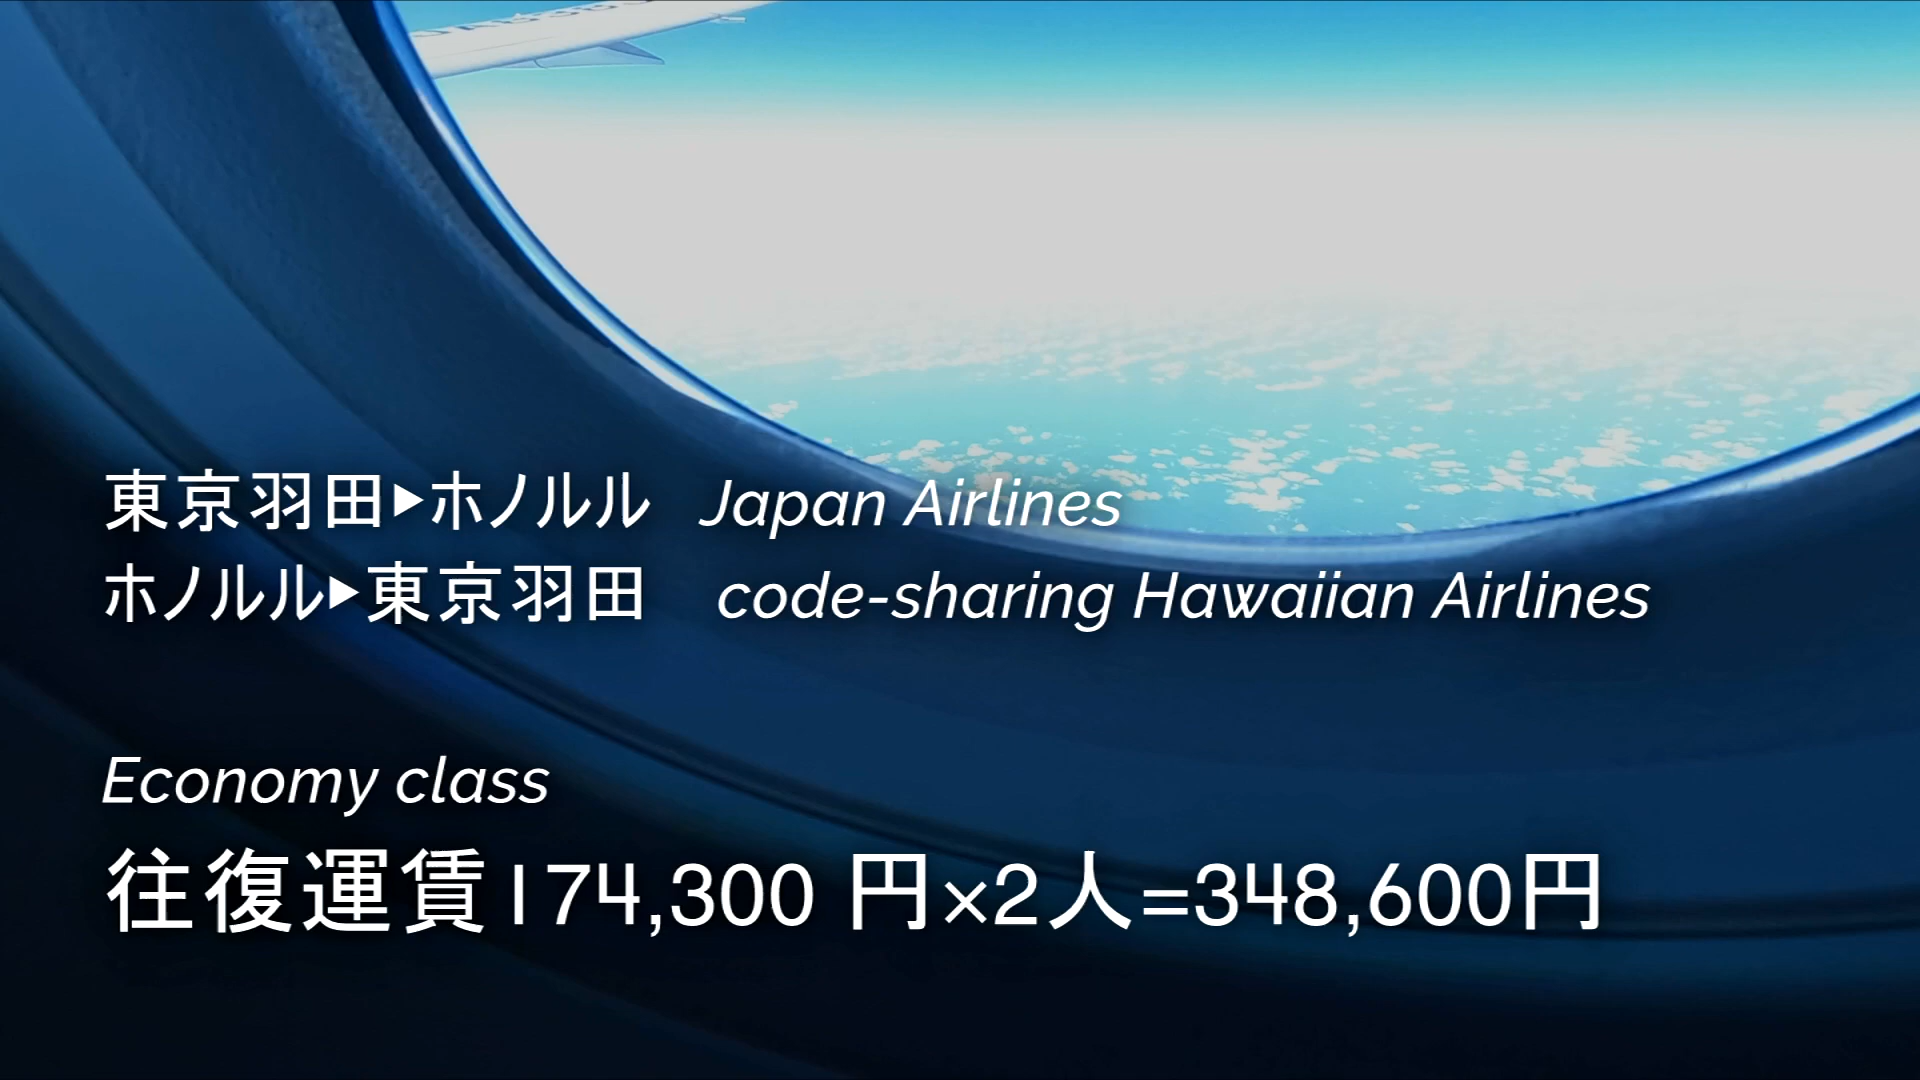 東京羽田▶ホノルル Japan Airlines
ホノルル▶東京羽田 code-sharing Hawaiian Airlines
Economy class
往復運賃174,300 円×2人=348,600円